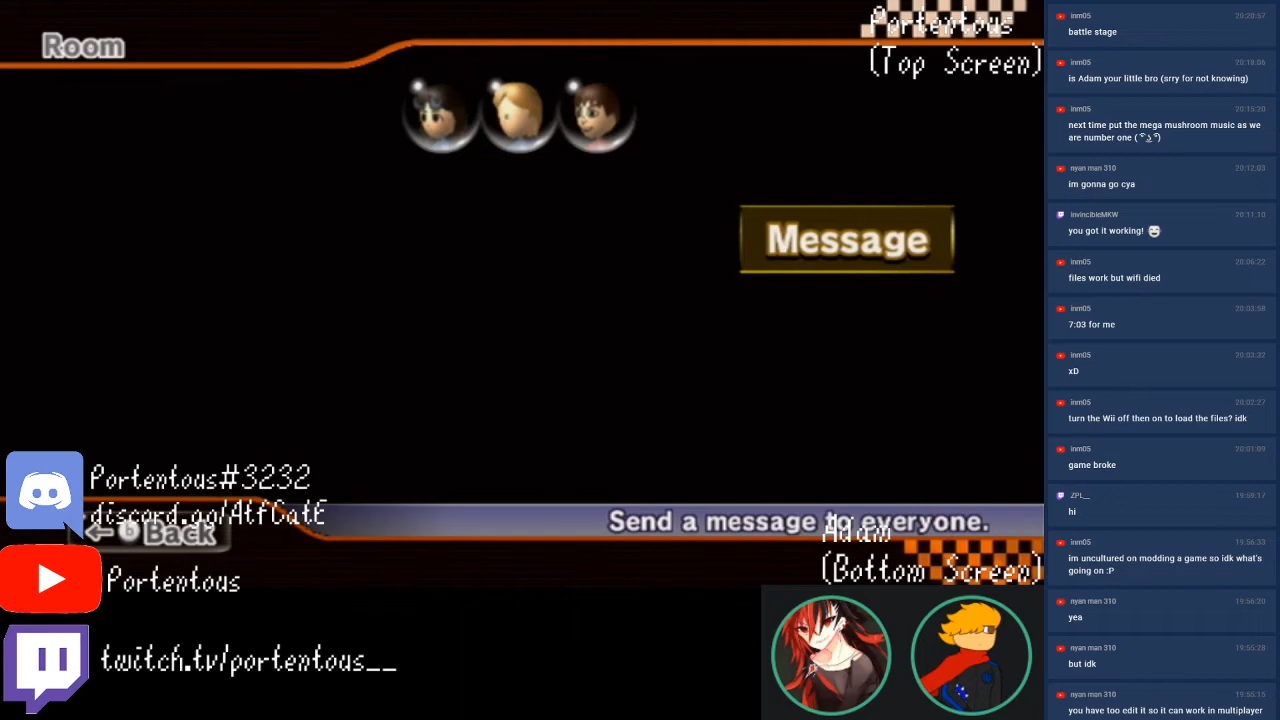 Room
Portentous
(Top Screen)
Message
Portentous#3232
discord.gg/AtfCatE
Back
Send a message to everyone.
Adam
(Bottom Screen)
Portentous
twitch.tv/portentous__
inm05 20:20:57
battle stage
inm05 20:18:06
is Adam your little bro (srry for not knowing)
inm05 20:15:20
next time put the mega mushroom music as we
are number one ( ͡° ͜ʖ ͡°)
nyan man 310 20:12:03
im gonna go cya
invincibleMKW 20:11:10
you got it working!
inm05 20:06:22
files work but wifi died
inm05 20:03:58
7:03 for me
inm05 20:03:32
xD
inm05 20:02:27
turn the Wii off then on to load the files? idk
inm05 20:01:09
game broke
ZPL__ 19:59:17
hi
inm05 19:56:33
im uncultured on modding a game so idk what's
going on :P
nyan man 310 19:56:20
yea
nyan man 310 19:55:28
but idk
nyan man 310 19:55:15
you have too edit it so it can work in multiplayer